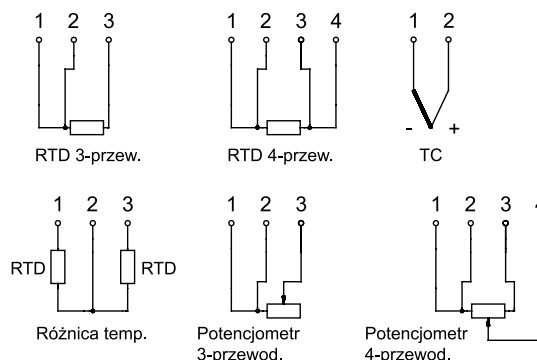 1 2 3
RTD 3-przew.
1 2 3 4
RTD 4-przew.
1 2
- +
TC
1 2 3
RTD RTD
Różnica temp.
1 2 3
Potencjometr
3-przewod.
1 2 3
Potencjometr
4-przewod.